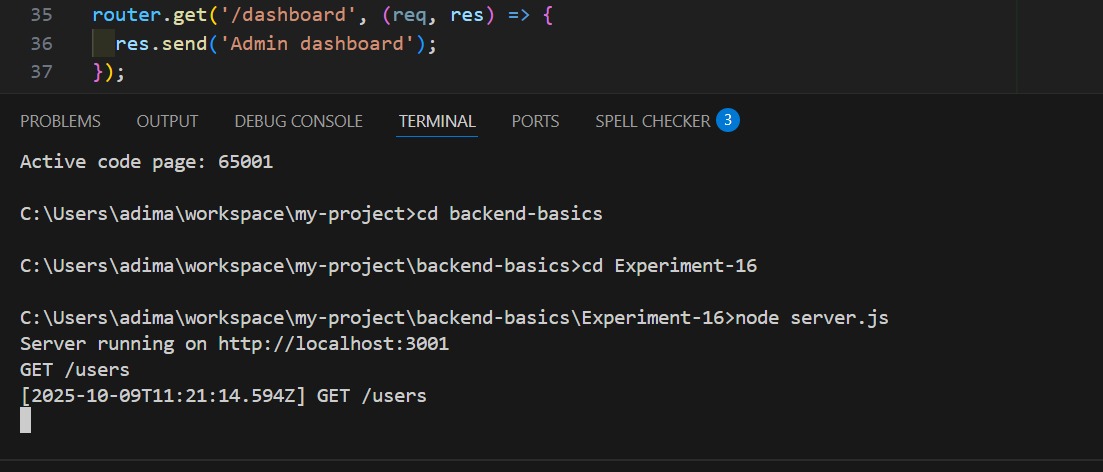 35 router.get('/dashboard', (req, res) => {
36 res.send('Admin dashboard');
37 });
PROBLEMS OUTPUT DEBUG CONSOLE TERMINAL PORTS SPELL CHECKER 3
Active code page: 65001
C:\Users\adima\workspace\my-project>cd backend-basics
C:\Users\adima\workspace\my-project\backend-basics>cd Experiment-16
C:\Users\adima\workspace\my-project\backend-basics\Experiment-16>node server.js
Server running on http://localhost:3001
GET /users
[2025-10-09T11:21:14.594Z] GET /users